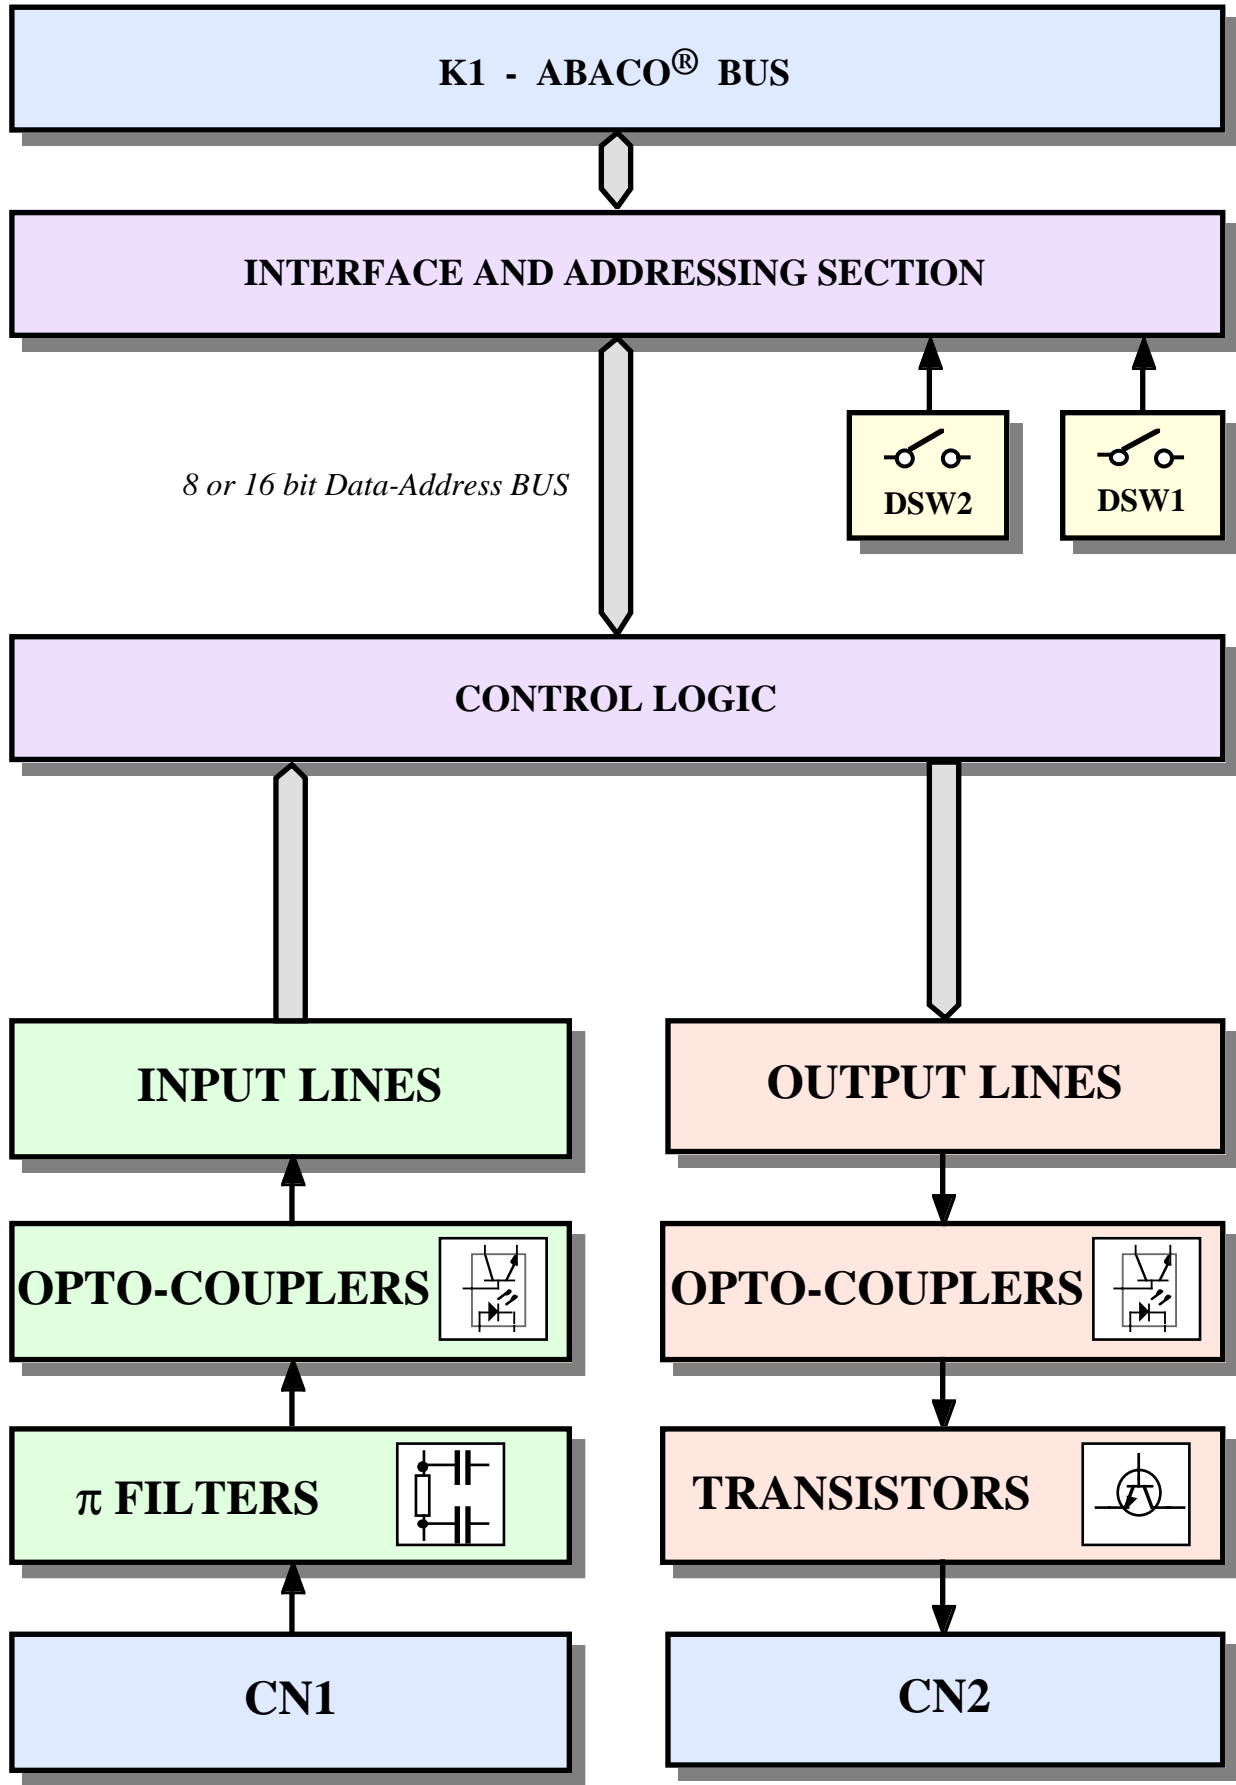 K1 - ABACO® BUS
INTERFACE AND ADDRESSING SECTION
8 or 16 bit Data-Address BUS
DSW2
DSW1
CONTROL LOGIC
INPUT LINES
OUTPUT LINES
OPTO-COUPLERS
OPTO-COUPLERS
π FILTERS
TRANSISTORS
CN1
CN2